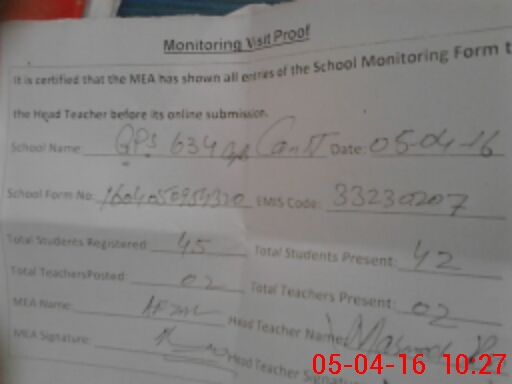 Monitoring Visit Proof
It is certified that the MEA has shown all entries of the School Monitoring Form t
the Head Teacher before its online submission.
School Name: GPS 634 Cantt Date: 05-04-16
School Form No: EMIS Code: 33230207
Total Students Registered: 45 Total Students Present: 42
Total TeachersPosted: 02 Total Teachers Present: 02
MEA Name: Head Teacher Name:
MEA Signature: Head Teacher Signatur
05-04-16 10:27